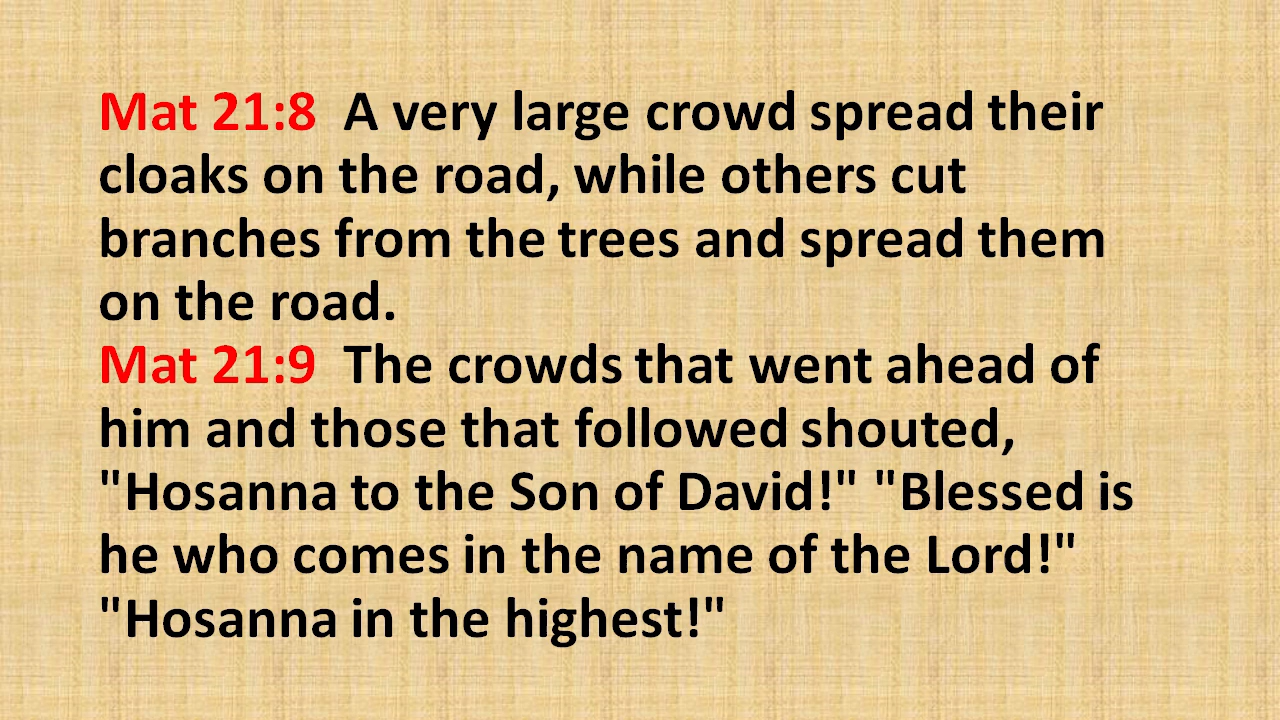 Mat 21:8  A very large crowd spread their
cloaks on the road, while others cut
branches from the trees and spread them
on the road.
Mat 21:9  The crowds that went ahead of
him and those that followed shouted,
"Hosanna to the Son of David!" "Blessed is
he who comes in the name of the Lord!"
"Hosanna in the highest!"